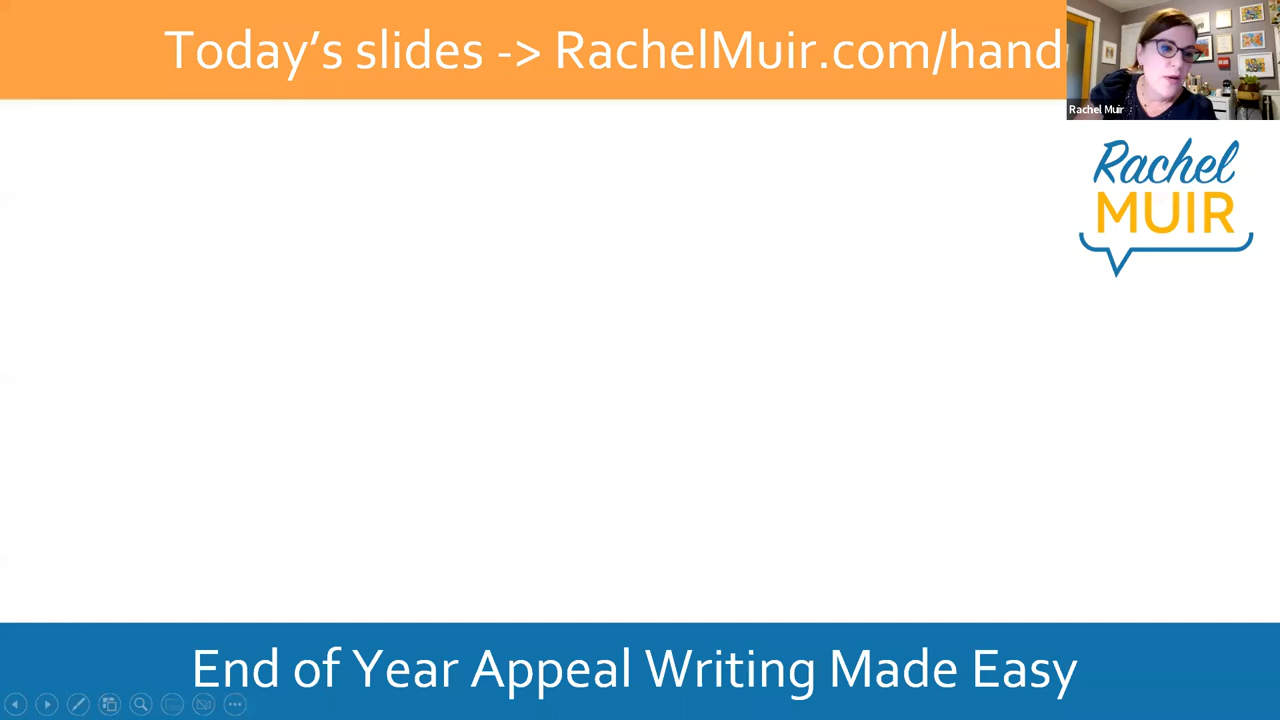 Today's slides -> RachelMuir.com/hand
Rachel Muir
Rachel
MUIR
End of Year Appeal Writing Made Easy